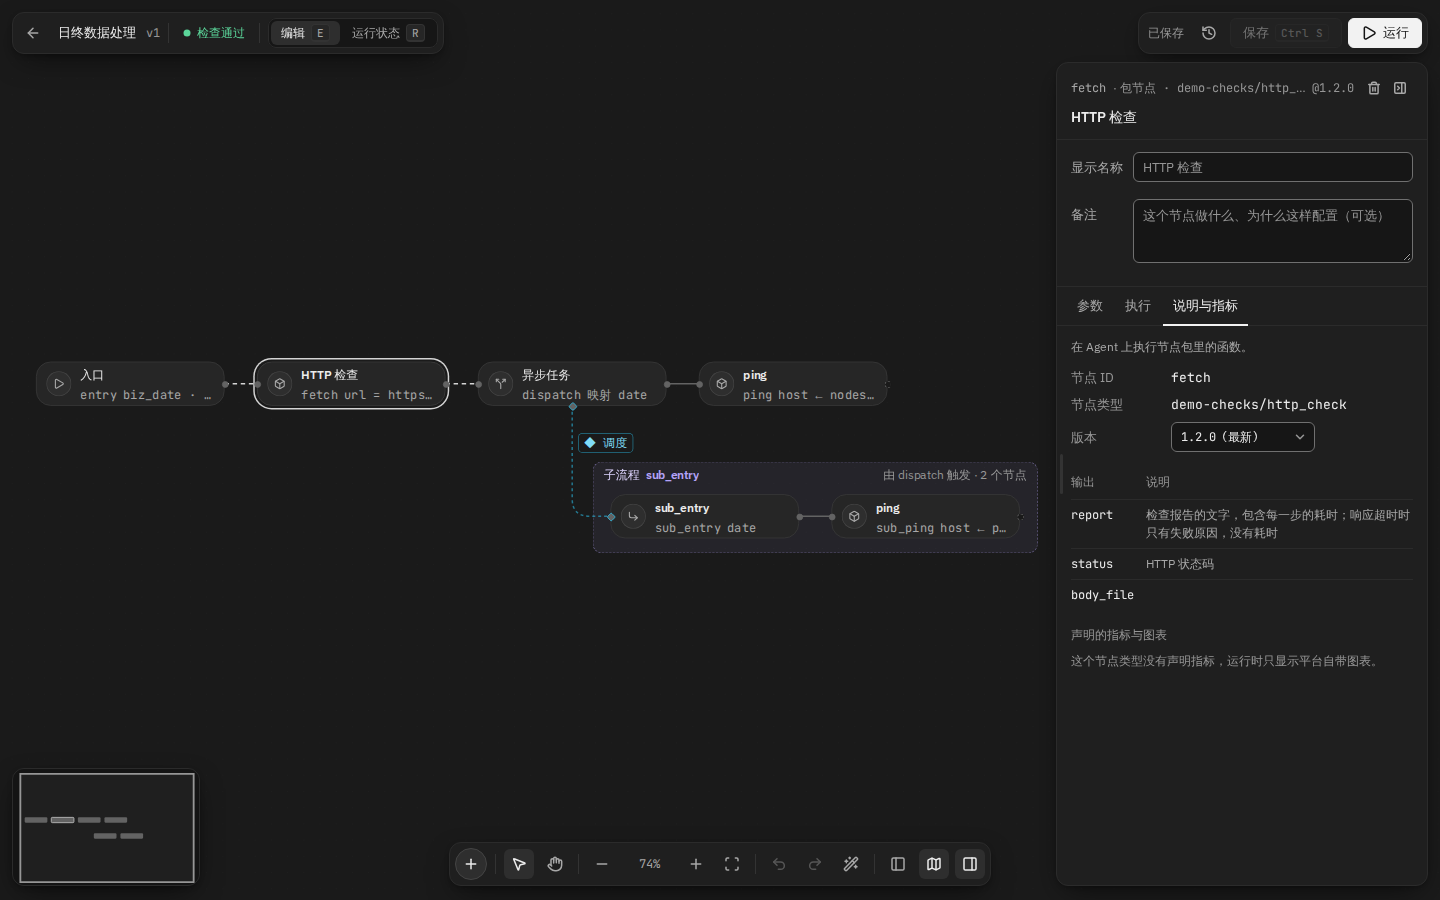 日终数据处理 v1 检查通过 编辑 E 运行状态 R
已保存 保存 Ctrl S 运行
fetch · 包节点 · demo-checks/http_… @1.2.0
HTTP 检查
显示名称 HTTP 检查
备注 这个节点做什么、为什么这样配置（可选）
参数 执行 说明与指标
在 Agent 上执行节点包里的函数。
节点 ID fetch
节点类型 demo-checks/http_check
版本 1.2.0 (最新)
输出 说明
report 检查报告的文字，包含每一步的耗时；响应超时时
只有失败原因，没有耗时
status HTTP 状态码
body_file
声明的指标与图表
这个节点类型没有声明指标，运行时只显示平台自带图表。
入口
entry biz_date · …
HTTP 检查
fetch url = https…
异步任务
dispatch 映射 date
ping
ping host ← nodes…
调度
子流程 sub_entry 由 dispatch 触发 · 2 个节点
sub_entry
sub_entry date
ping
sub_ping host ← p…
74%